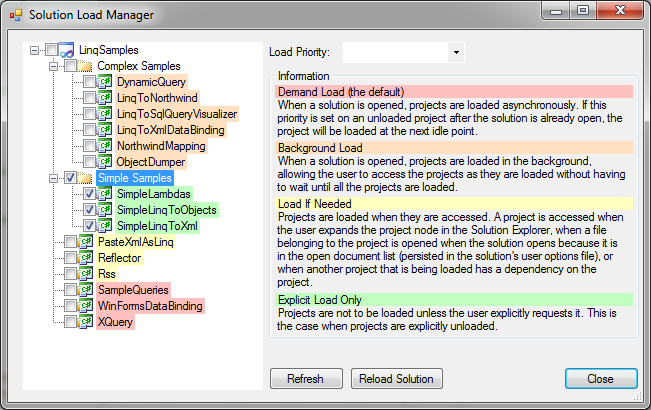 Solution Load Manager
LinqSamples
Complex Samples
C# DynamicQuery
C# LinqToNorthwind
C# LinqToSqlQueryVisualizer
C# LinqToXmlDataBinding
C# NorthwindMapping
C# ObjectDumper
Simple Samples
C# SimpleLambdas
C# SimpleLinqToObjects
C# SimpleLinqToXml
C# PasteXmlAsLinq
C# Reflector
C# Rss
C# SampleQueries
C# WinFormsDataBinding
C# XQuery
Load Priority:
Information
Demand Load (the default)
When a solution is opened, projects are loaded asynchronously. If this
priority is set on an unloaded project after the solution is already open, the
project will be loaded at the next idle point.
Background Load
When a solution is opened, projects are loaded in the background,
allowing the user to access the projects as they are loaded without having
to wait until all the projects are loaded.
Load If Needed
Projects are loaded when they are accessed. A project is accessed when
the user expands the project node in the Solution Explorer, when a file
belonging to the project is opened when the solution opens because it is
in the open document list (persisted in the solution's user options file), or
when another project that is being loaded has a dependency on the
project.
Explicit Load Only
Projects are not to be loaded unless the user explicitly requests it. This is
the case when projects are explicitly unloaded.
Refresh
Reload Solution
Close